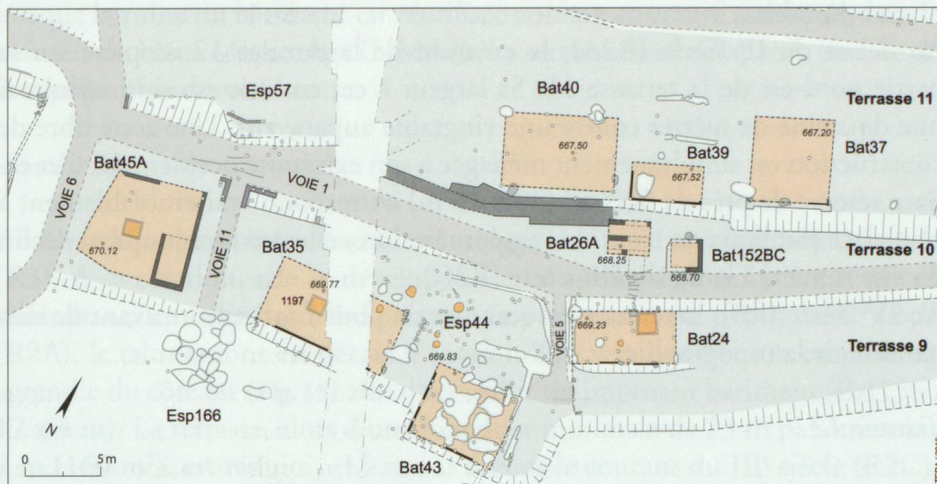 Esp57
Bat40
Terrasse 11
667.50
Bat39
667.20
Bat37
667.52
Bat45A
VOIE 6
VOIE 1
VOIE 11
Bat35
Bat26A
668.25
Bat152BC
668.70
Terrasse 10
670.12
669.77
1197
Esp44
669.83
VOIE 5
669.23
Bat24
Terrasse 9
Esp166
Bat43
0 5m
N